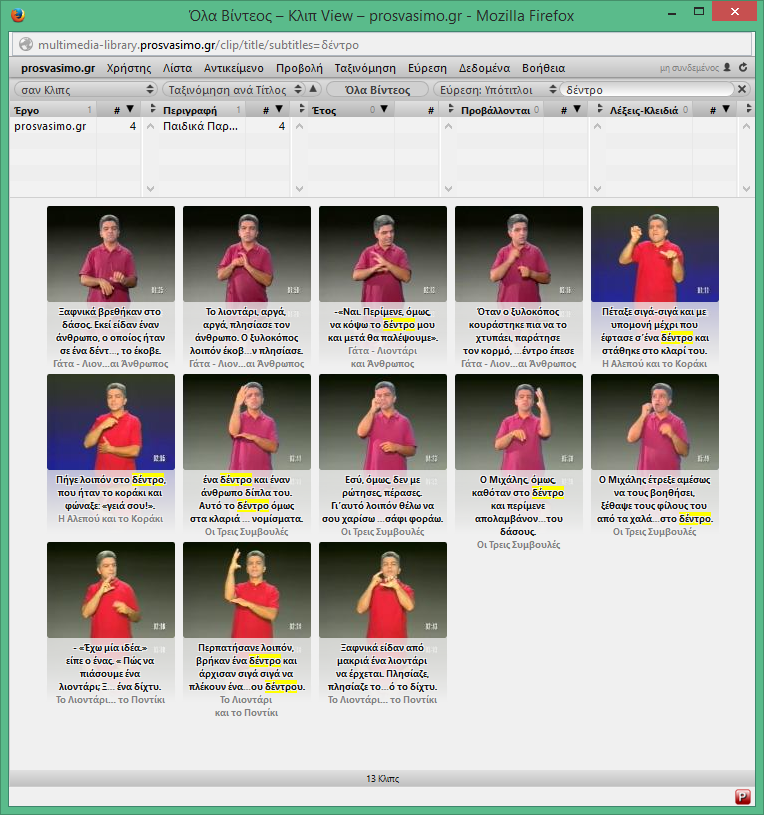 Όλα Βίντεος – Κλιπ View – prosvasimo.gr - Mozilla Firefox
multimedia-library.prosvasimo.gr/clip/title/subtitles=δέντρο
prosvasimo.gr Χρήστης Λίστα Αντικείμενο Προβολή Ταξινόμηση Εύρεση Δεδομένα Βοήθεια μη συνδεμένος
σαν Κλιπς Ταξινόμηση ανά Τίτλος Όλα Βίντεος Εύρεση: Υπότιτλοι δέντρο
Έργο 1 # Περιγραφή 1 # Έτος 0 # Προβάλλονται 0 # Λέξεις-Κλειδιά 0 #
prosvasimo.gr 4 Παιδικά Παρ... 4
Ξαφνικά βρεθήκαν στο
δάσος. Εκεί είδαν έναν
άνθρωπο, ο οποίος ήταν
σε ένα δέντ..., το έκοβε.
Γάτα - Λιον...αι Άνθρωπος
Το λιοντάρι, αργά,
αργά, πλησίασε τον
άνθρωπο. Ο ξυλοκόπος
λοιπόν έκοβ...ν πλησίασε.
Γάτα - Λιον...αι Άνθρωπος
-«Ναι. Περίμενε, όμως,
να κόψω το δέντρο μου
και μετά θα παλέψουμε».
Γάτα - Λιοντάρι
και Άνθρωπος
Όταν ο ξυλοκόπος
κουράστηκε πια να το
χτυπάει, παράτησε
τον κορμό, ...έντρο έπεσε
Γάτα - Λιον...αι Άνθρωπος
Πέταξε σιγά-σιγά και με
υπομονή μέχρι που
έφτασε σ'ένα δέντρο και
στάθηκε στο κλαρί του.
Η Αλεπού και το Κοράκι
Πήγε λοιπόν στο δέντρο,
που ήταν το κοράκι και
φώναξε: «γειά σου!».
Η Αλεπού και το Κοράκι
ένα δέντρο και έναν
άνθρωπο δίπλα του.
Αυτό το δέντρο όμως
στα κλαριά ... νομίσματα.
Οι Τρεις Συμβουλές
Εσύ, όμως, δεν με
ρώτησες, πέρασες.
Γι'αυτό λοιπόν θέλω να
σου χαρίσω ...σάφι φοράω.
Οι Τρεις Συμβουλές
Ο Μιχάλης, όμως,
καθόταν στο δέντρο
και περίμενε
απολαμβάνον...του
δάσους.
Οι Τρεις Συμβουλές
Ο Μιχάλης έτρεξε αμέσως
να τους βοηθήσει,
ξέθαψε τους φίλους του
από τα χαλά...στο δέντρο.
Οι Τρεις Συμβουλές
- «Έχω μία ιδέα.»
είπε ο ένας. « Πώς να
πιάσουμε ένα
λιοντάρι; Ξ... ένα δίχτυ.
Το Λιοντάρι... το Ποντίκι
Περπατήσανε λοιπόν,
βρήκαν ένα δέντρο και
άρχισαν σιγά σιγά να
πλέκουν ένα...ου δέντρου.
Το Λιοντάρι
και το Ποντίκι
Ξαφνικά είδαν από
μακριά ένα λιοντάρι
να έρχεται. Πλησίαζε,
πλησίαζε το...ό το δίχτυ.
Το Λιοντάρι... το Ποντίκι
13 Κλιπς